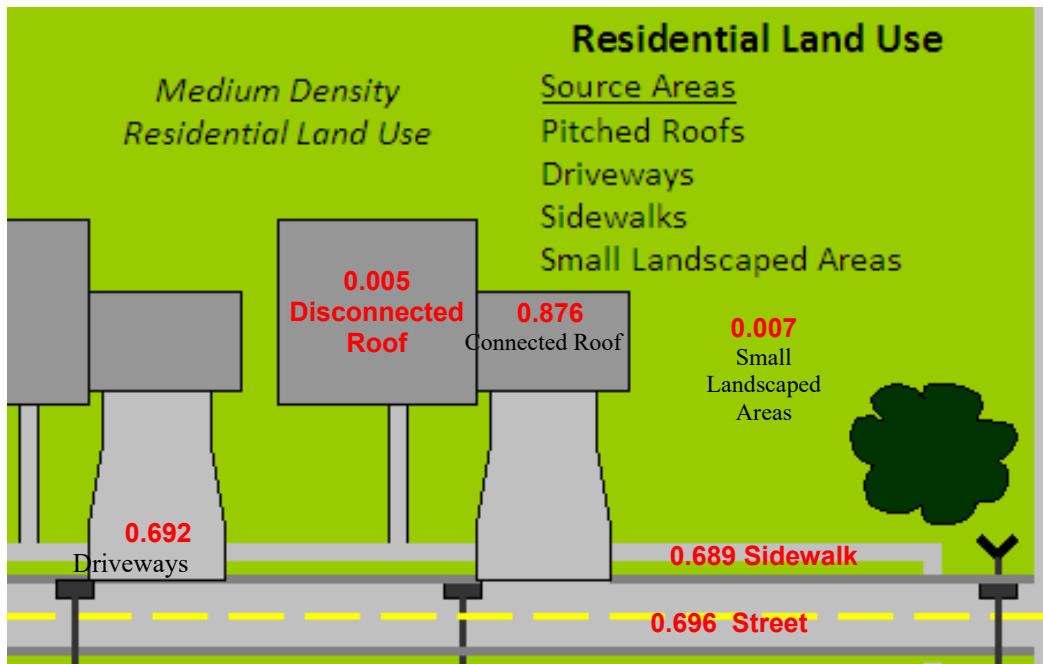 Residential Land Use
Medium Density
Residential Land Use
Source Areas
Pitched Roofs
Driveways
Sidewalks
Small Landscaped Areas
0.005
Disconnected
Roof
0.876
Connected Roof
0.007
Small
Landscaped
Areas
0.692
Driveways
0.689 Sidewalk
0.696 Street